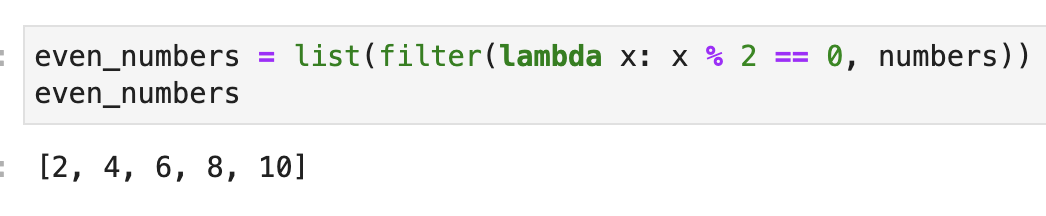 even_numbers = list(filter(lambda x: x % 2 == 0, numbers))
even_numbers
[2, 4, 6, 8, 10]